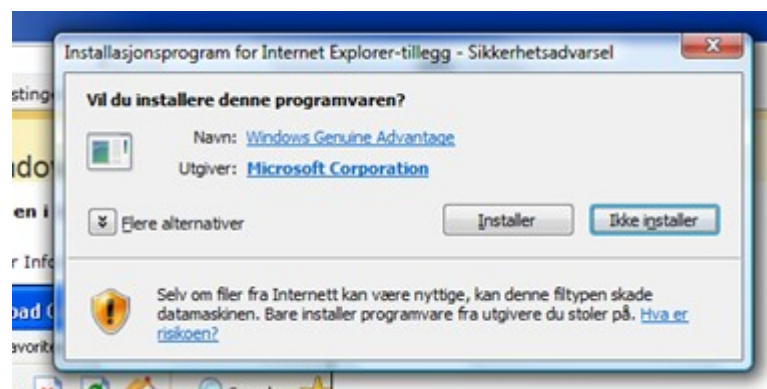 Installasjonsprogram for Internet Explorer-tillegg - Sikkerhetsadvarsel
Vil du installere denne programvaren?
Navn: Windows Genuine Advantage
Utgiver: Microsoft Corporation
Flere alternativer
Installer
Ikke installer
Selv om filer fra Internett kan være nyttige, kan denne filtypen skade
datamaskinen. Bare installer programvare fra utgivere du stoler på. Hva er
risikoen?
en i